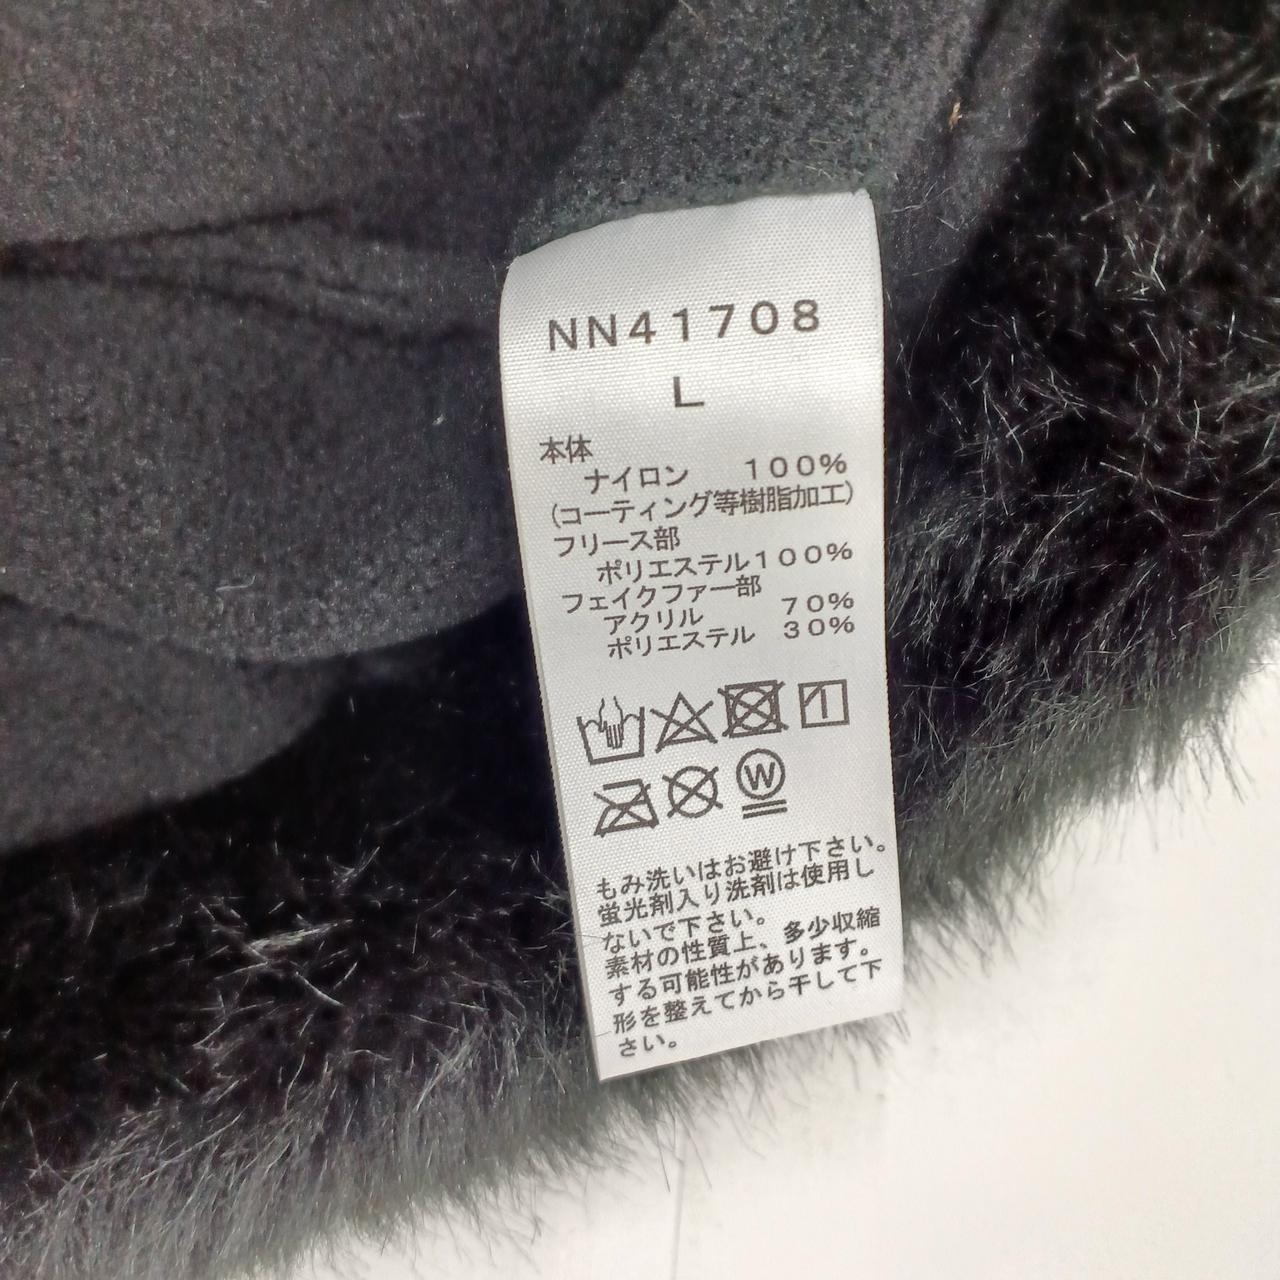 NN41708
L
本体
ナイロン 100%
(コーティング等樹脂加工)
フリース部
ポリエステル100%
フェイクファー部
アクリル 70%
ポリエステル 30%
W
もみ洗いはお避け下さい。
蛍光剤入り洗剤は使用し
ないで下さい。
素材の性質上、多少収縮
する可能性があります。
形を整えてから干して下
さい。